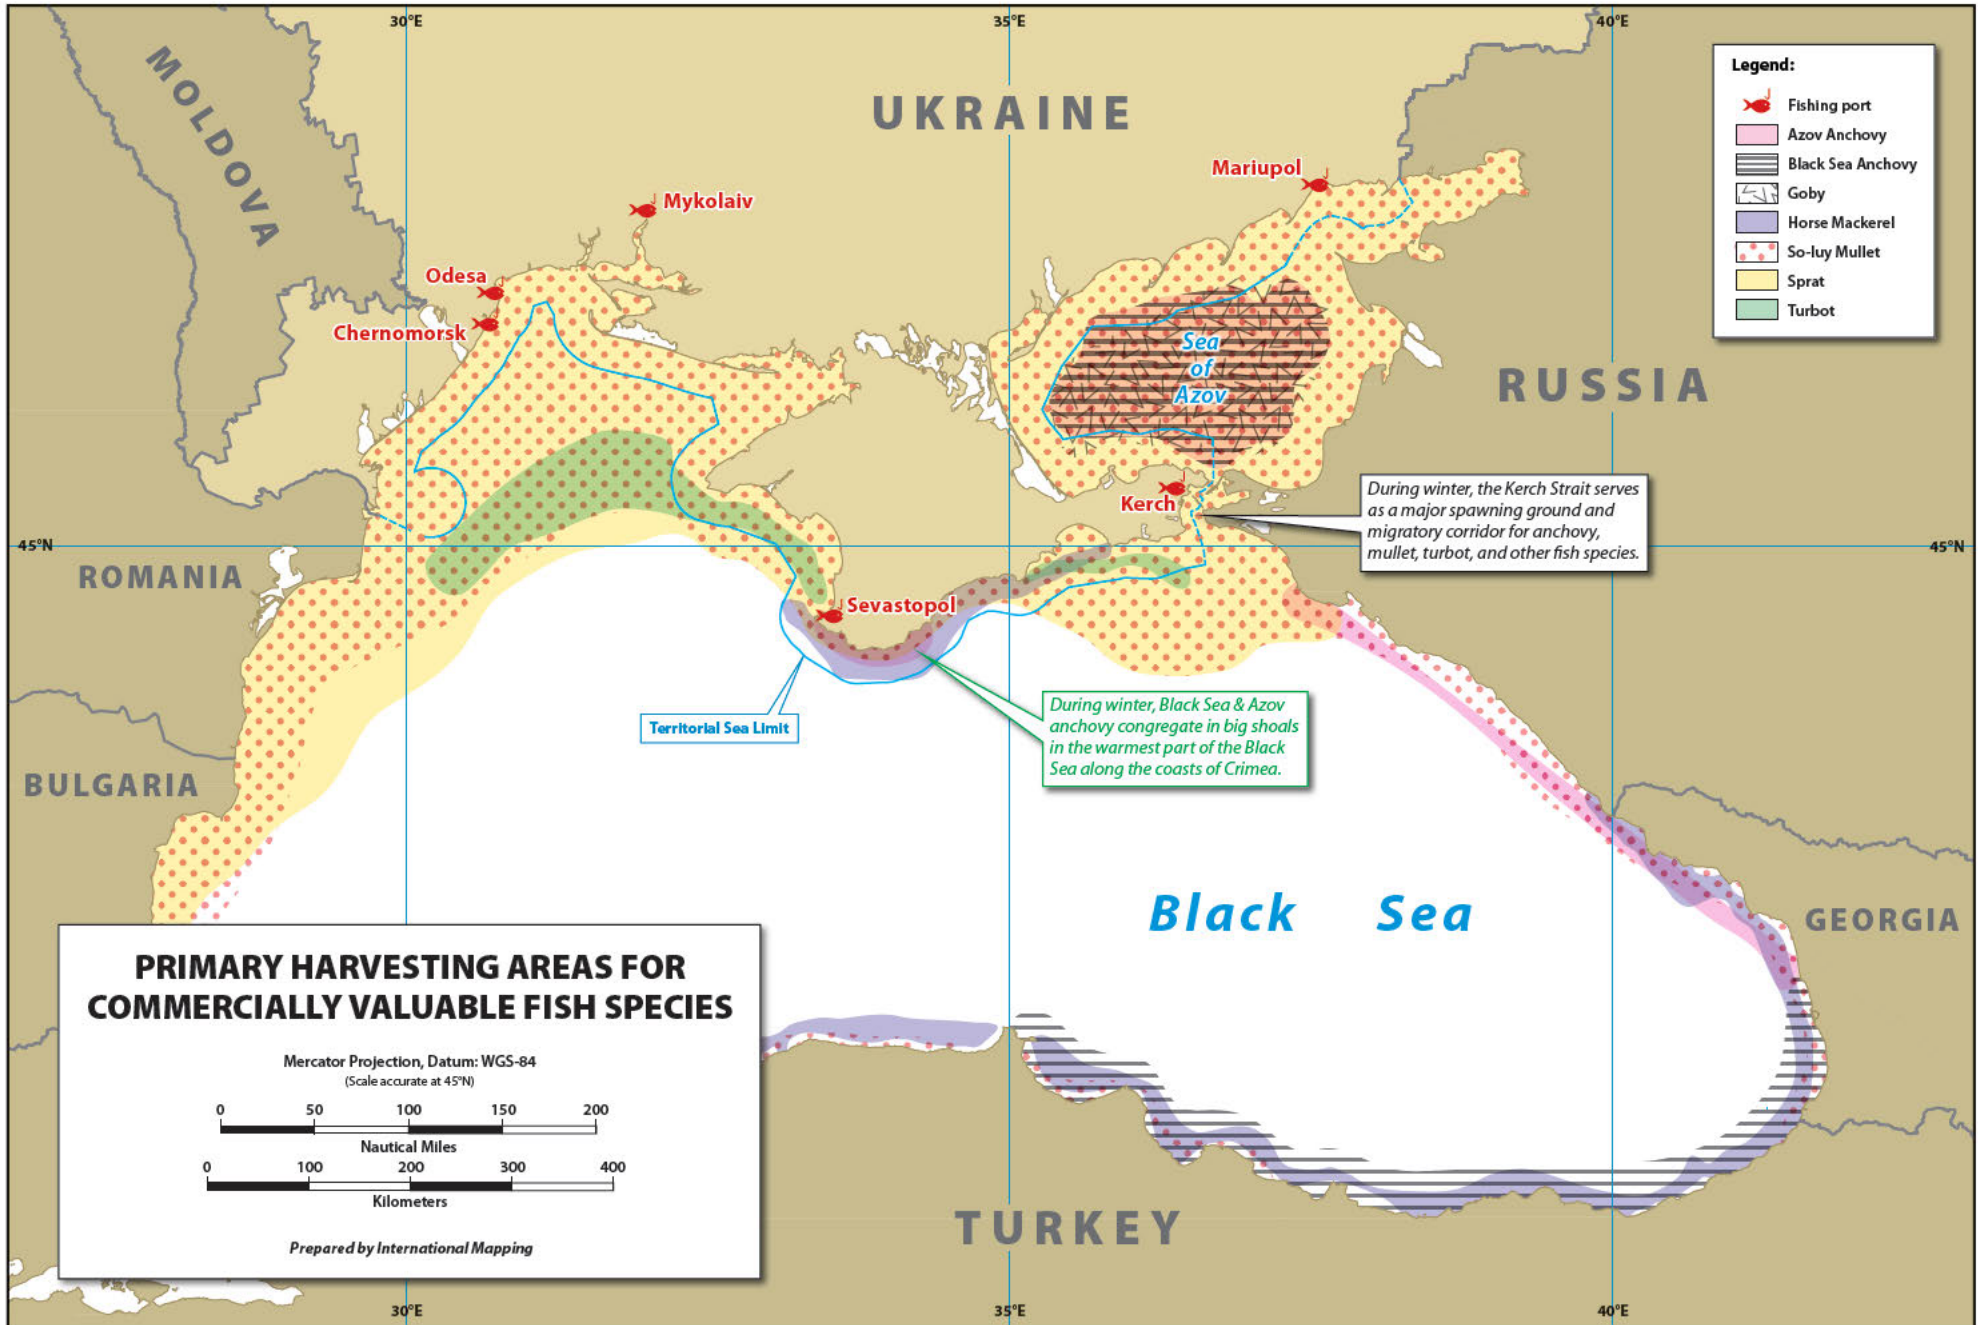 30°E
35°E
40°E
MOLDOVA
UKRAINE
Legend:
Fishing port
Azov Anchovy
Black Sea Anchovy
Goby
Horse Mackerel
So-Iuy Mullet
Sprat
Turbot
Mariupol
Mykolaiv
Odesa
Chernomorsk
Sea
of
Azov
RUSSIA
Kerch
During winter, the Kerch Strait serves
as a major spawning ground and
migratory corridor for anchovy,
mullet, turbot, and other fish species.
45°N
45°N
ROMANIA
Sevastopol
Territorial Sea Limit
During winter, Black Sea & Azov
anchovy congregate in big shoals
in the warmest part of the Black
Sea along the coasts of Crimea.
BULGARIA
Black Sea
GEORGIA
PRIMARY HARVESTING AREAS FOR
COMMERCIALLY VALUABLE FISH SPECIES
Mercator Projection, Datum: WGS-84
(Scale accurate at 45°N)
0 50 100 150 200
Nautical Miles
0 100 200 300 400
Kilometers
Prepared by International Mapping
TURKEY
30°E
35°E
40°E